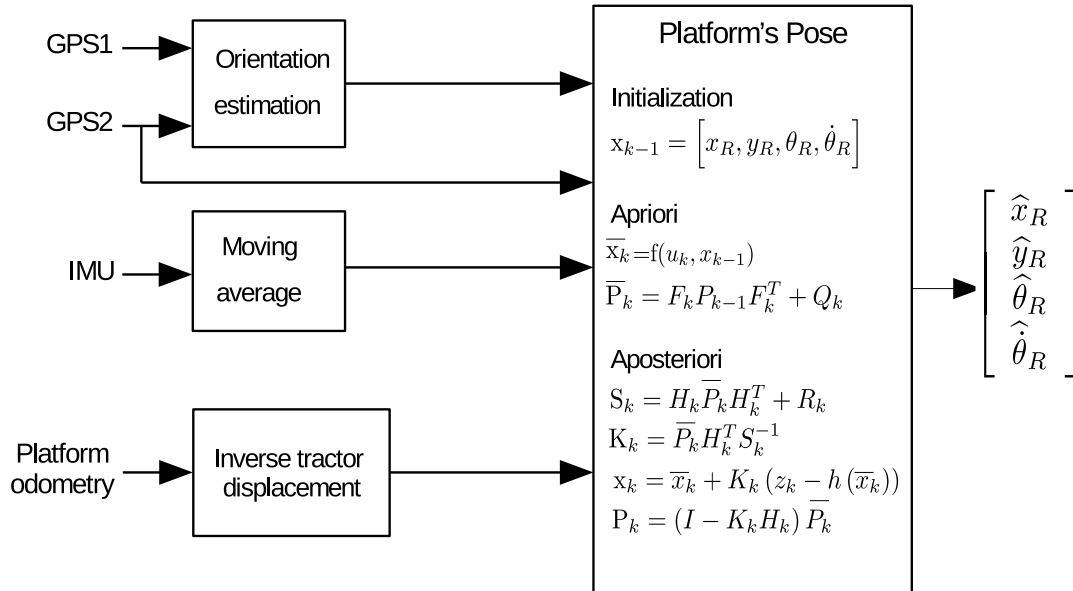 GPS1
GPS2
Orientation
estimation
IMU
Moving
average
Platform
odometry
Inverse tractor
displacement
Platform's Pose
Initialization
x_{k−1} = [x_R, y_R, θ_R, θ̇_R]
Apriori
x̅_k=f(u_k, x_{k−1})
P̅_k = F_k P_{k−1} F_k^T + Q_k
Aposteriori
S_k = H_k P̅_k H_k^T + R_k
K_k = P̅_k H_k^T S_k^{−1}
x_k = x̅_k + K_k (z_k − h (x̅_k))
P_k = (I − K_k H_k) P̅_k
x̂_R
ŷ_R
θ̂_R
θ̇̂_R